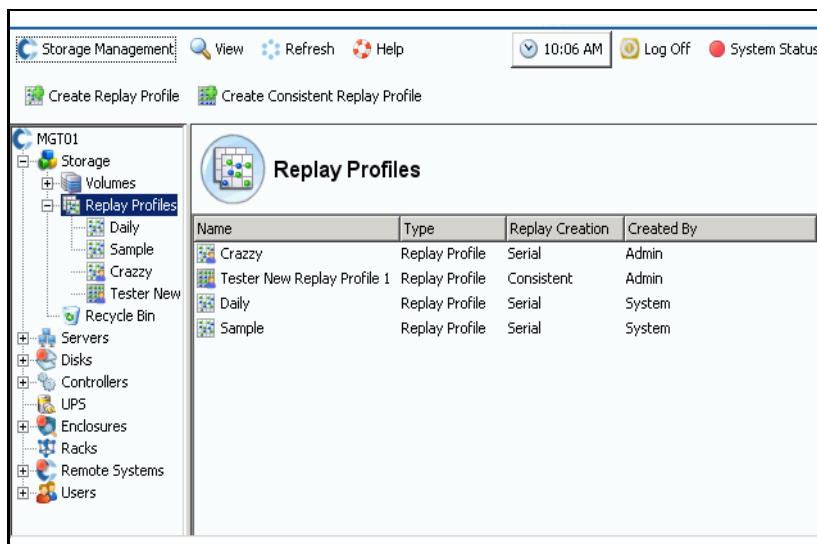 Storage Management View Refresh Help 10:06 AM Log Off System Status
Create Replay Profile Create Consistent Replay Profile
MGT01
Storage
Volumes
Replay Profiles
Daily
Sample
Crazzy
Tester New
Recycle Bin
Servers
Disks
Controllers
UPS
Enclosures
Racks
Remote Systems
Users
Replay Profiles
Name Type Replay Creation Created By
Crazzy Replay Profile Serial Admin
Tester New Replay Profile 1 Replay Profile Consistent Admin
Daily Replay Profile Serial System
Sample Replay Profile Serial System